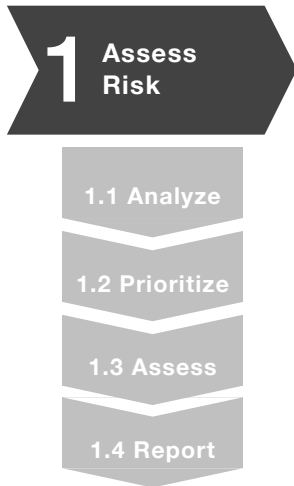 1
Assess
Risk
1.1 Analyze
1.2 Prioritize
1.3 Assess
1.4 Report